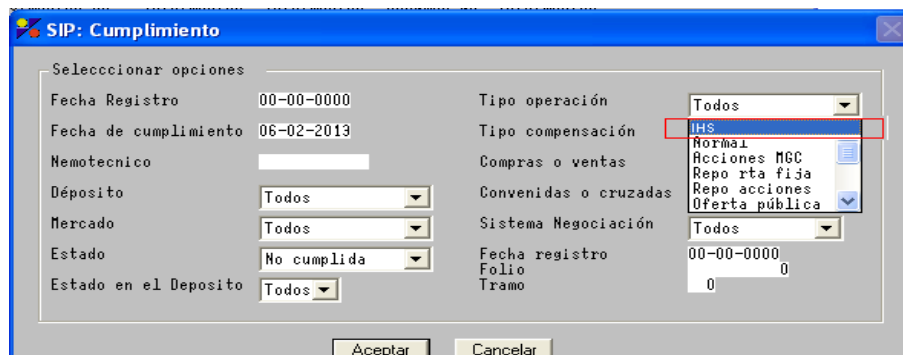 SIP: Cumplimiento
Selecccionar opciones
Fecha Registro 00-00-0000
Tipo operación Todos
Fecha de cumplimiento 06-02-2013
Tipo compensación
IHS
Normal
Acciones MGC
Repo rta fija
Repo acciones
Oferta pública
Nemotecnico
Compras o ventas
Déposito Todos
Convenidas o cruzadas
Mercado Todos
Sistema Negociación Todos
Estado No cumplida
Fecha registro 00-00-0000
Folio 0
Estado en el Deposito Todos
Tramo 0
Aceptar Cancelar